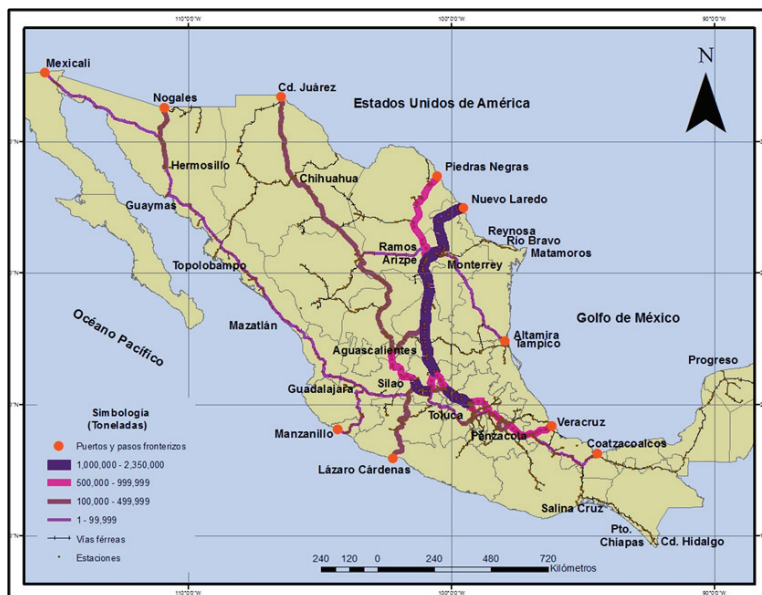 110°0'0"W
100°0'0"W
90°0'0"W
Mexicali
Nogales
Cd. Juárez
Estados Unidos de América
N
Hermosillo
Chihuahua
Piedras Negras
Nuevo Laredo
Guaymas
Reynosa
Río Bravo
Matamoros
Ramos
Arizpe
Monterrey
Topolobampo
Océano Pacífico
Mazatlán
Golfo de México
Altamira
Tampico
Aguascalientes
Progreso
Guadalajara
Silao
Toluca
Penzacola
Veracruz
Coatzacoalcos
Manzanillo
Lázaro Cárdenas
Salina Cruz
Pto.
Chiapas
Cd. Hidalgo
Simbología
(Toneladas)
Puertos y pasos fronterizos
1,000,000 - 2,350,000
500,000 - 999,999
100,000 - 499,999
1 - 99,999
Vías férreas
Estaciones
240 120 0 240 480 720
Kilómetros
110°0'0"W
100°0'0"W
90°0'0"W